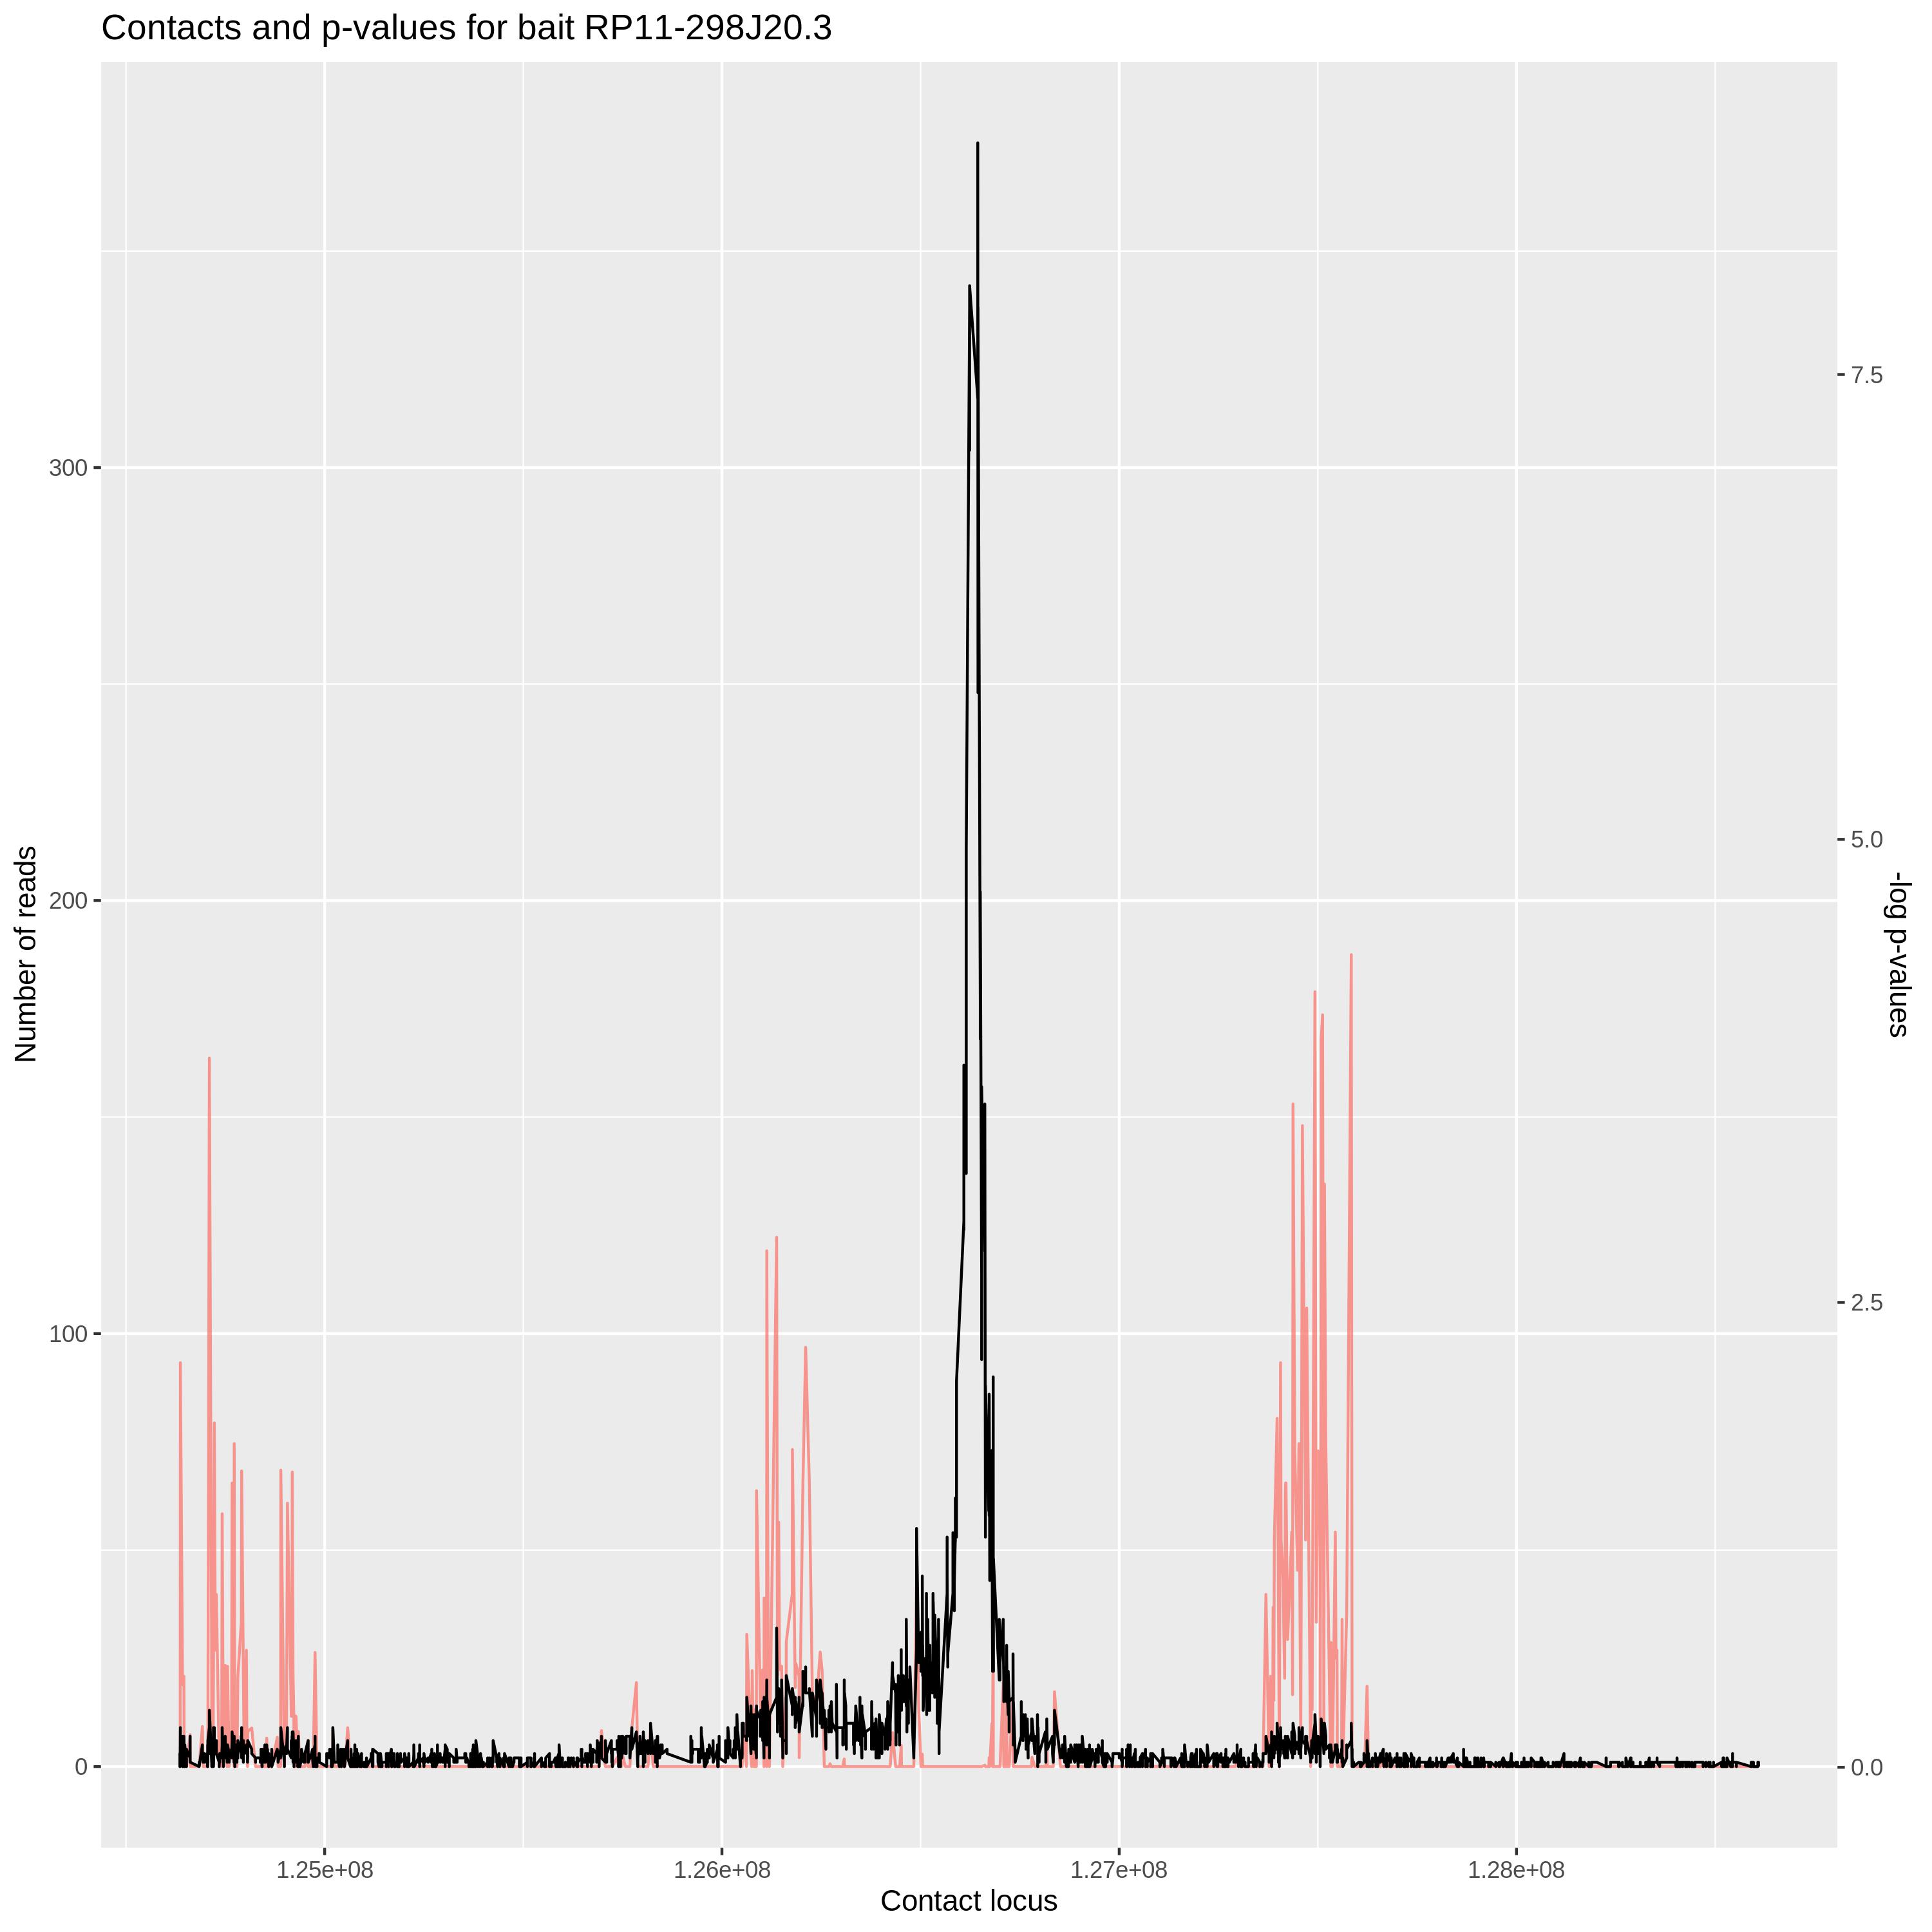 Contacts and p-values for bait RP11-298J20.3
Number of reads
300
200
100
0
7.5
5.0
2.5
0.0
-log p-values
1.25e+08
1.26e+08
1.27e+08
1.28e+08
Contact locus